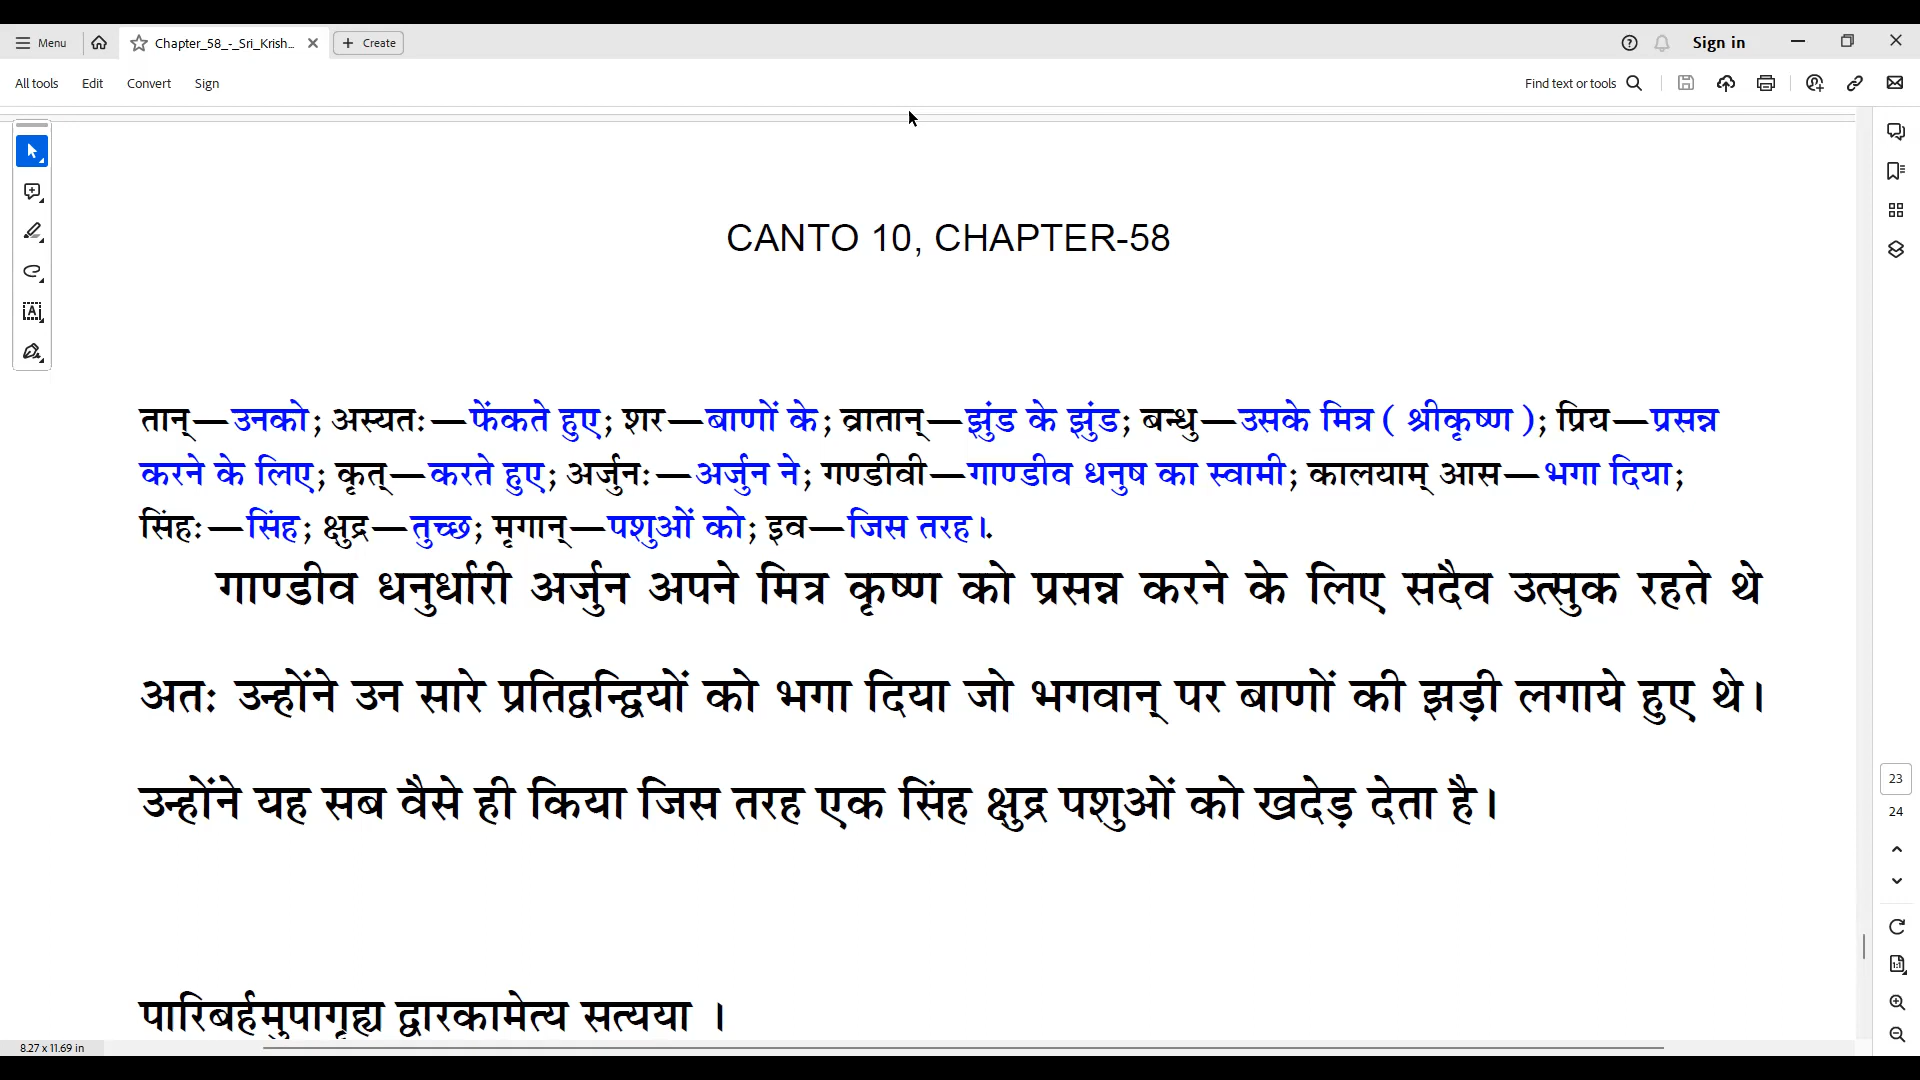 Menu
Chapter_58_-_Sri_Krish...
Create
Sign in
All tools
Edit
Convert
Sign
Find text or tools
CANTO 10, CHAPTER-58
तान्—उनको; अस्यतः—फेंकते हुए; शर—बाणों के; व्रातान्—झुंड के झुंड; बन्धु—उसके मित्र ( श्रीकृष्ण ); प्रिय—प्रसन्न
करने के लिए; कृत्—करते हुए; अर्जुनः—अर्जुन ने; गण्डीवी—गाण्डीव धनुष का स्वामी; कालयाम् आस—भगा दिया;
सिंहः—सिंह; क्षुद्र—तुच्छ; मृगान्—पशुओं को; इव—जिस तरह।.
गाण्डीव धनुर्धारी अर्जुन अपने मित्र कृष्ण को प्रसन्न करने के लिए सदैव उत्सुक रहते थे
अतः उन्होंने उन सारे प्रतिद्वन्द्वियों को भगा दिया जो भगवान् पर बाणों की झड़ी लगाये हुए थे।
उन्होंने यह सब वैसे ही किया जिस तरह एक सिंह क्षुद्र पशुओं को खदेड़ देता है।
पारिबर्हमुपागृह्य द्वारकामेत्य सत्यया ।
23
24
8.27 x 11.69 in